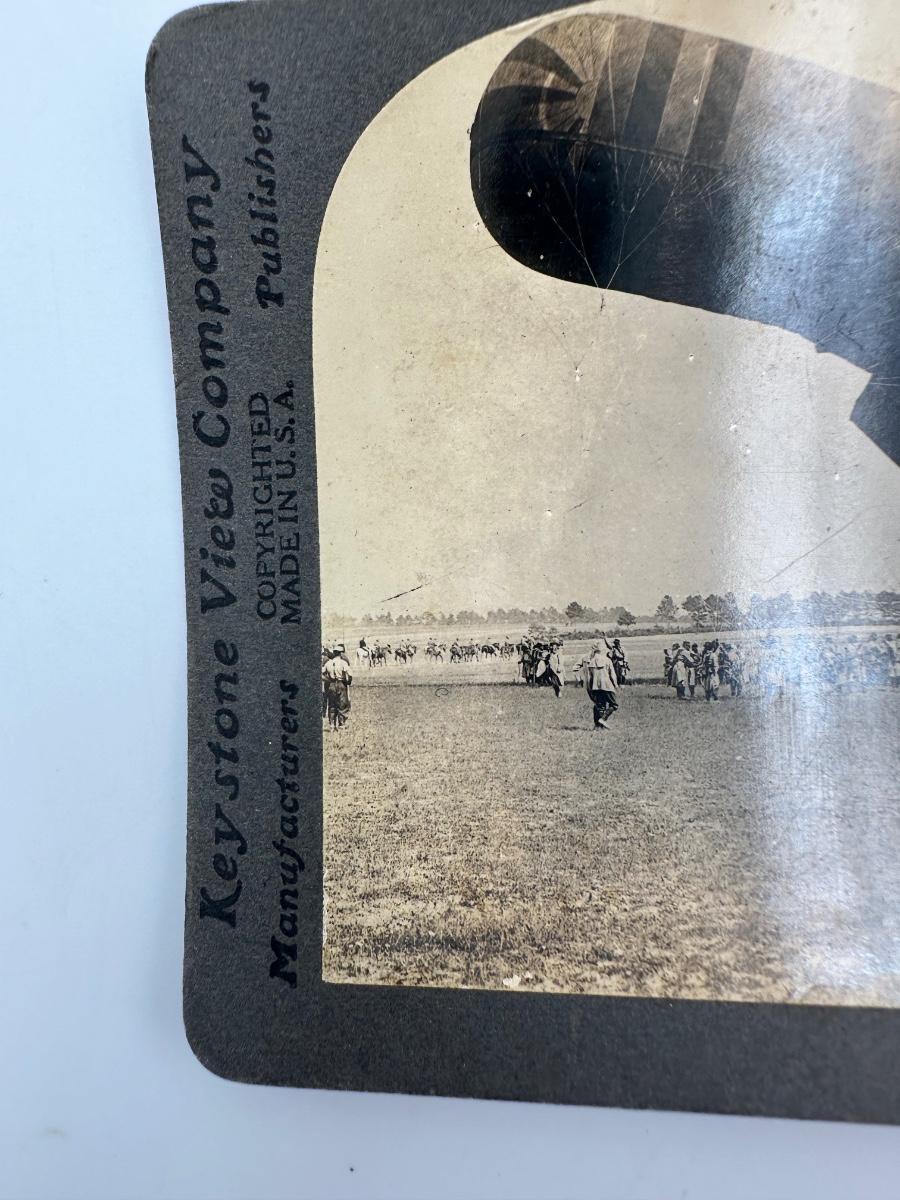 Keystone View Company
Manufacturers COPYRIGHTED Publishers
MADE IN U.S.A.